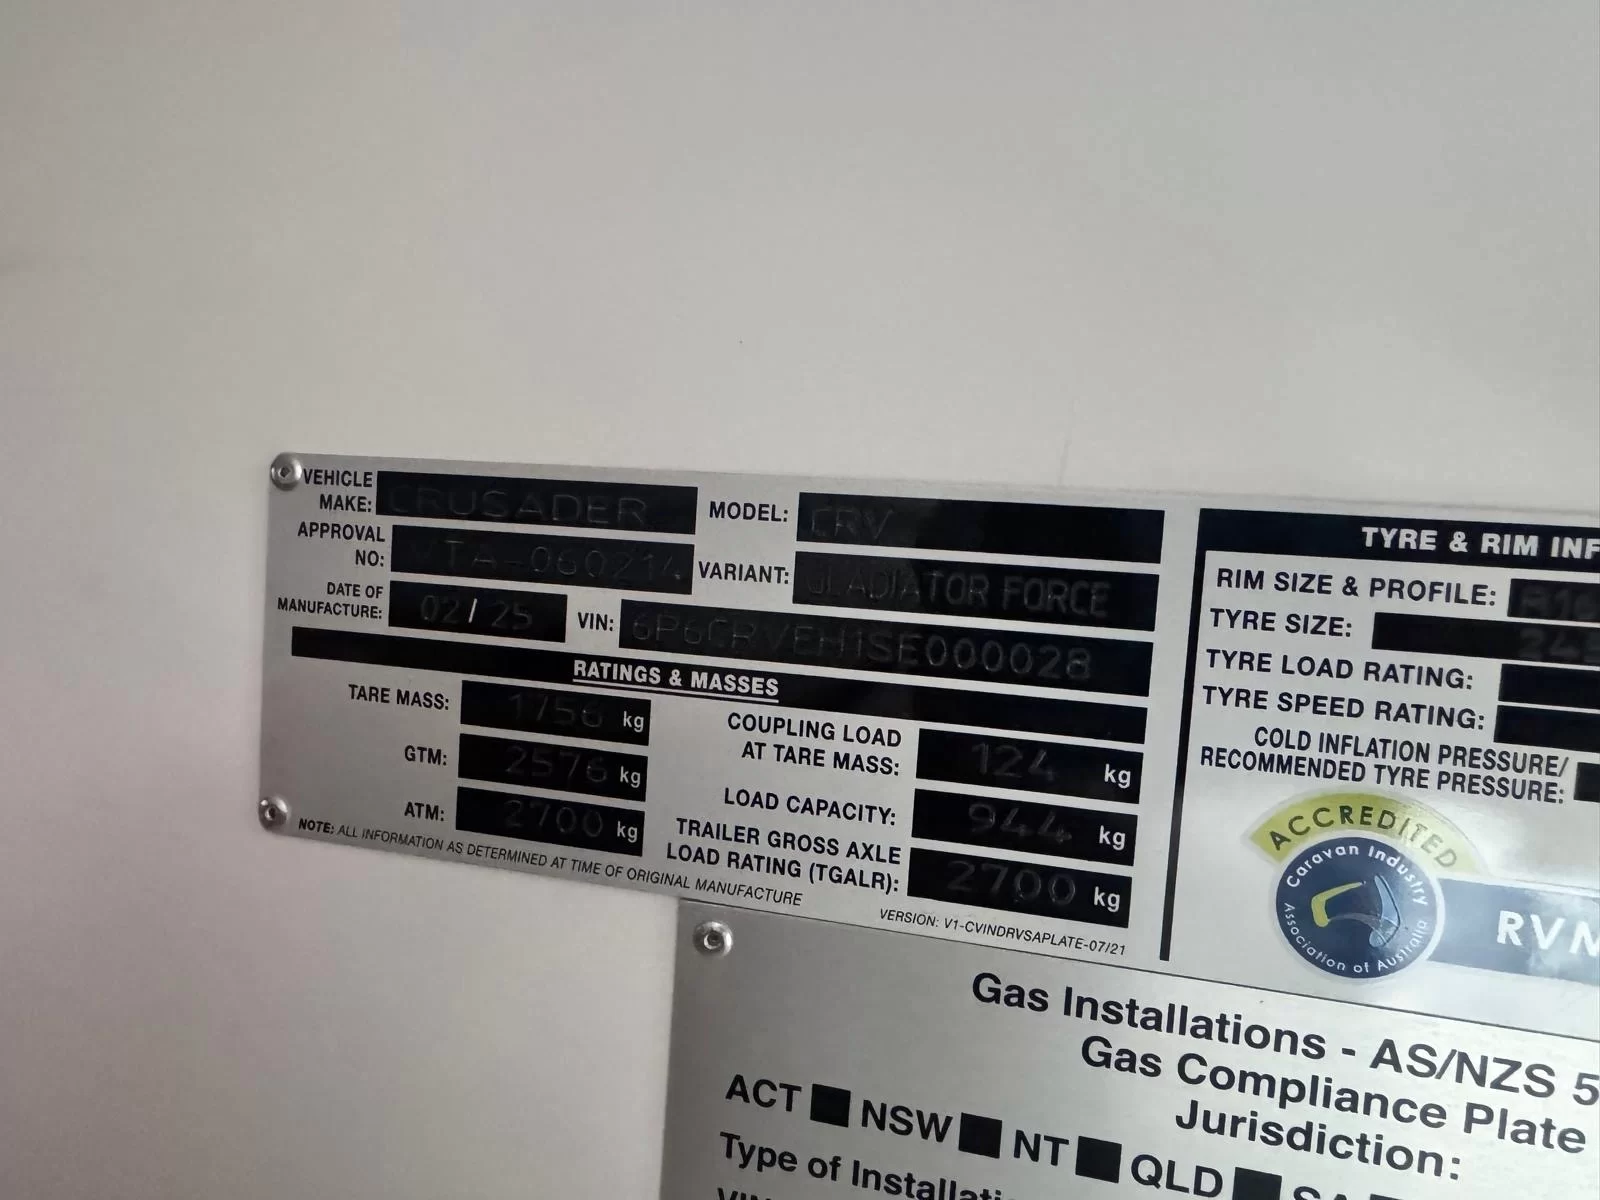 VEHICLE MAKE: CRUSADER
MODEL: CRV
APPROVAL NO: VTA-060214
VARIANT: GLADIATOR FORCE
DATE OF MANUFACTURE: 02/25
VIN: 6P6CRVEH1SE000028
RATINGS & MASSES
TARE MASS: 1756 kg
GTM: 2576 kg
ATM: 2700 kg
COUPLING LOAD AT TARE MASS: 124 kg
LOAD CAPACITY: 944 kg
TRAILER GROSS AXLE LOAD RATING (TGALR): 2700 kg
NOTE: ALL INFORMATION AS DETERMINED AT TIME OF ORIGINAL MANUFACTURE
VERSION: V1-CVINDRVSAPLATE-07/21
TYRE & RIM INF
RIM SIZE & PROFILE: R16
TYRE SIZE: 245
TYRE LOAD RATING:
TYRE SPEED RATING:
COLD INFLATION PRESSURE/
RECOMMENDED TYRE PRESSURE:
ACCREDITED
Caravan Industry Association of Australia
RVM
Gas Installations - AS/NZS 5
Gas Compliance Plate
Jurisdiction:
ACT NSW NT QLD SA
Type of Installati
VIN